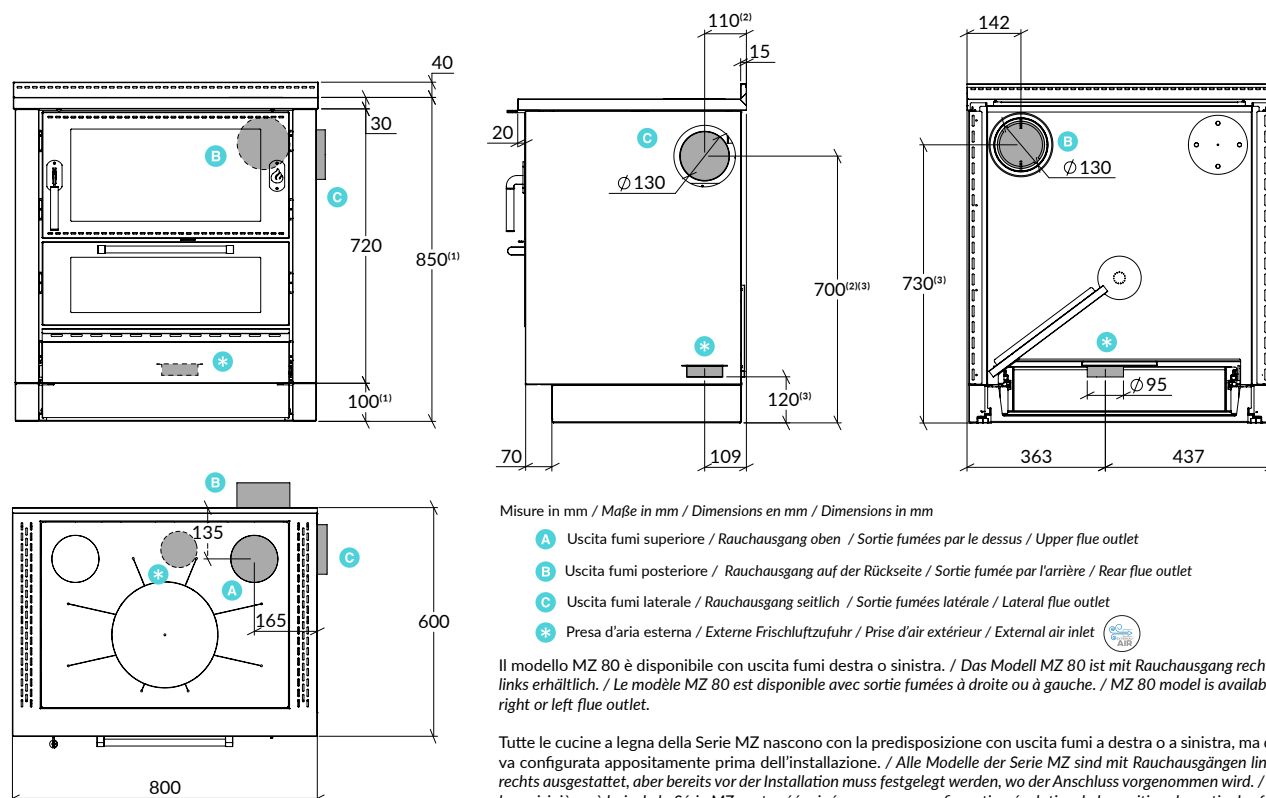 40
30
B
C
720
850(1)
*
100(1)
110(2)
15
20
C
Ø130
700(2)(3)
*
120(3)
70
109
142
B
Ø130
730(3)
*
Ø95
363
437
B
135
*
A
C
165
600
800
Misure in mm / Maße in mm / Dimensions en mm / Dimensions in mm
A Uscita fumi superiore / Rauchausgang oben / Sortie fumées par le dessus / Upper flue outlet
B Uscita fumi posteriore / Rauchausgang auf der Rückseite / Sortie fumée par l'arrière / Rear flue outlet
C Uscita fumi laterale / Rauchausgang seitlich / Sortie fumées latérale / Lateral flue outlet
* Presa d'aria esterna / Externe Frischluftzufuhr / Prise d'air extérieur / External air inlet AIR
Il modello MZ 80 è disponibile con uscita fumi destra o sinistra. / Das Modell MZ 80 ist mit Rauchausgang rech
links erhältlich. / Le modèle MZ 80 est disponible avec sortie fumées à droite ou à gauche. / MZ 80 model is availab
right or left flue outlet.
Tutte le cucine a legna della Serie MZ nascono con la predisposizione con uscita fumi a destra o a sinistra, ma
va configurata appositamente prima dell'installazione. / Alle Modelle der Serie MZ sind mit Rauchausgängen lin
rechts ausgestattet, aber bereits vor der Installation muss festgelegt werden, wo der Anschluss vorgenommen wird. /